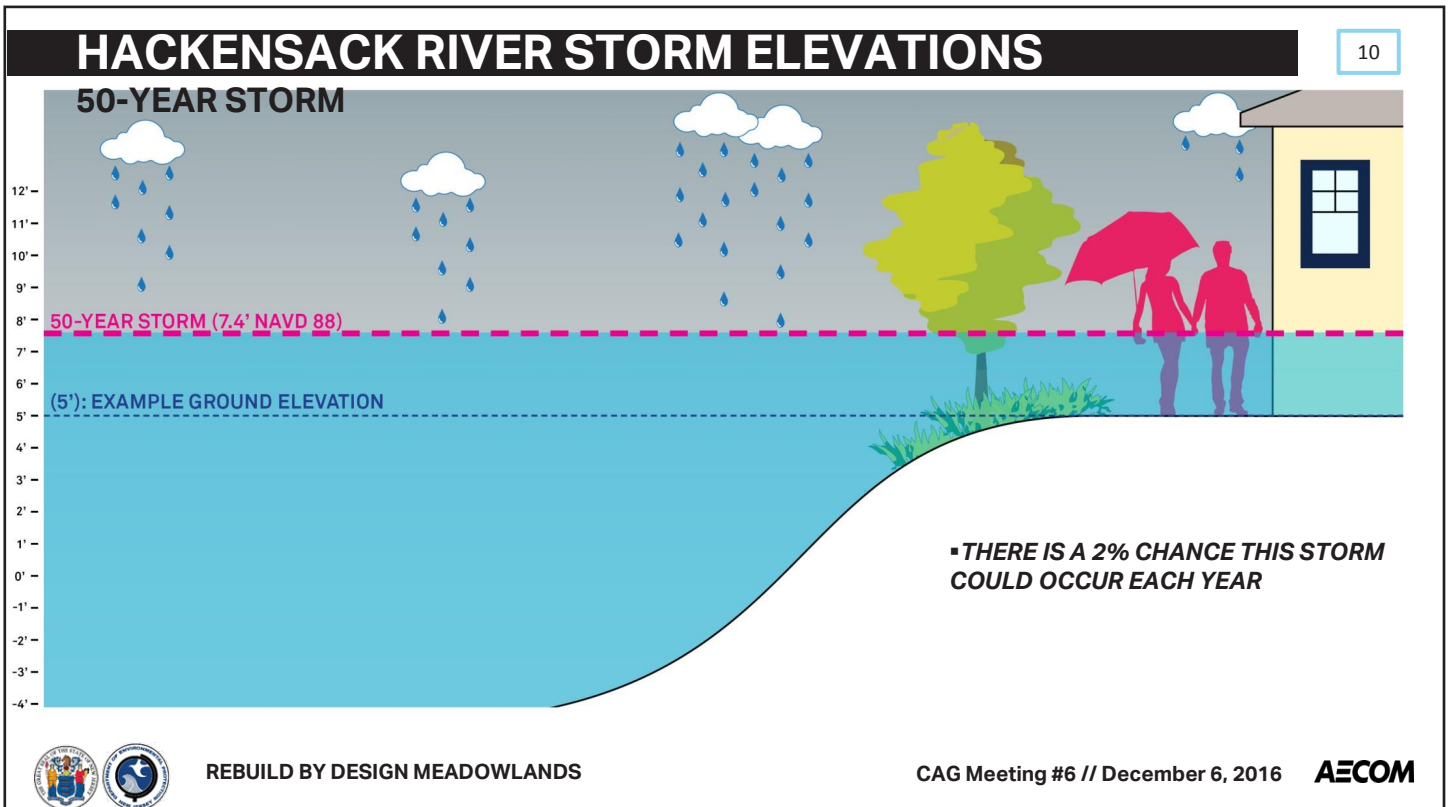 HACKENSACK RIVER STORM ELEVATIONS
10
50-YEAR STORM
12'
11'
10'
9'
8'
50-YEAR STORM (7.4' NAVD 88)
7'
6'
(5'): EXAMPLE GROUND ELEVATION
5'
4'
3'
2'
1'
▪THERE IS A 2% CHANCE THIS STORM
COULD OCCUR EACH YEAR
0'
-1'
-2'
-3'
-4'
REBUILD BY DESIGN MEADOWLANDS
CAG Meeting #6 // December 6, 2016
AECOM